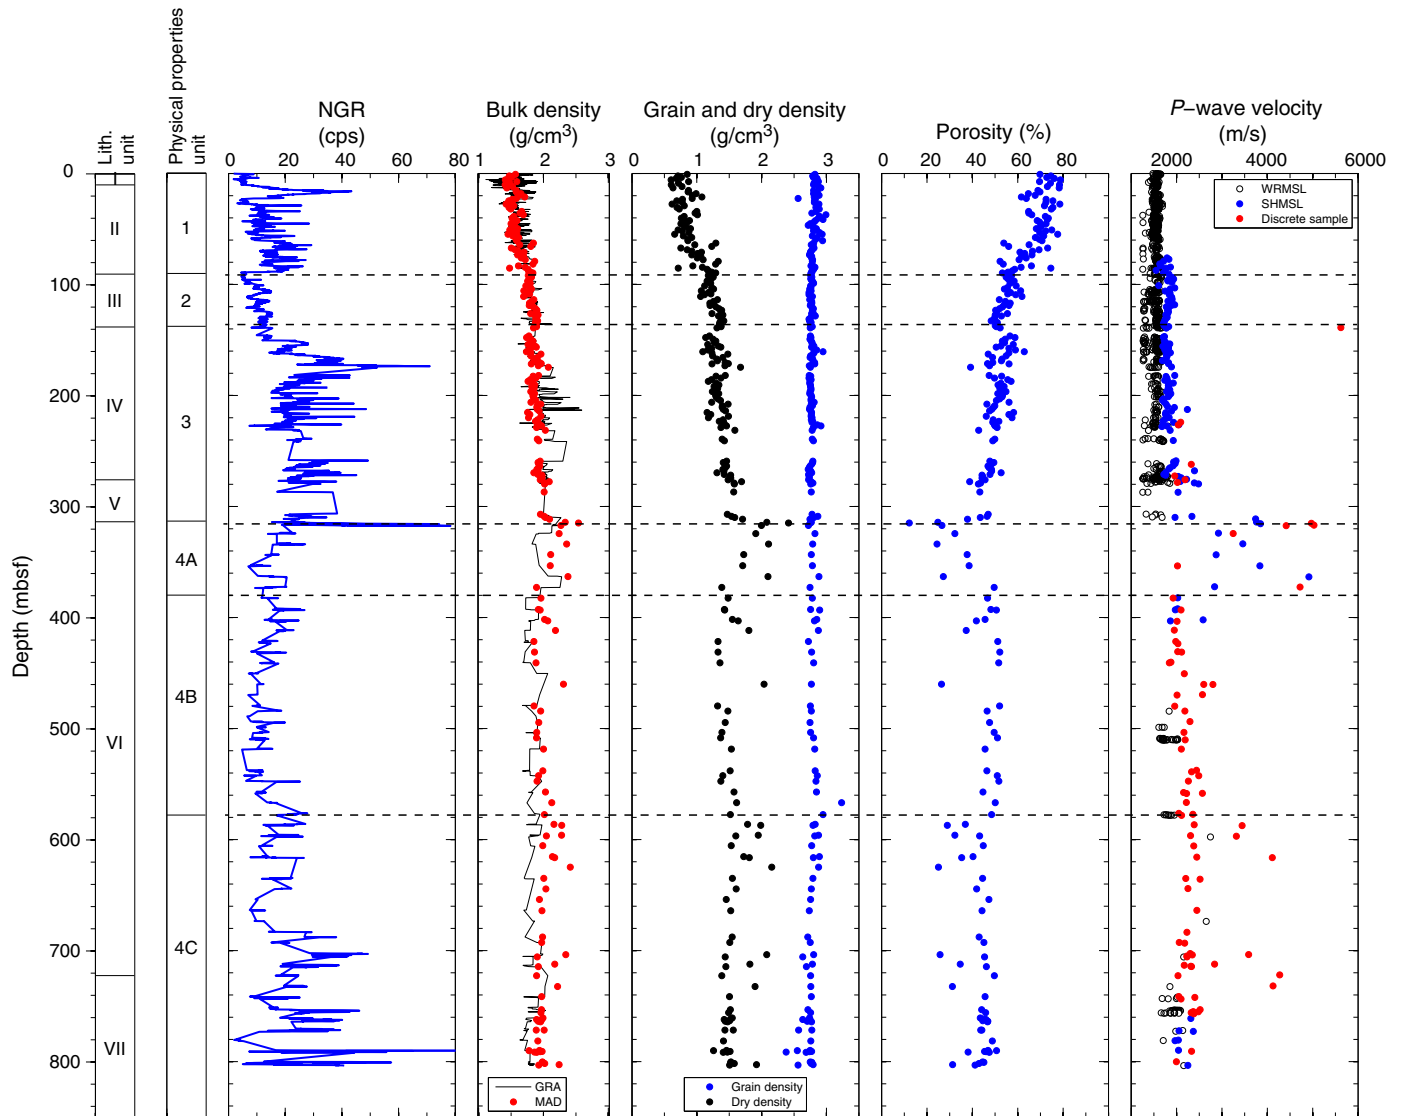 Lith.
unit
Physical properties
unit
NGR
(cps)
Bulk density
(g/cm3)
Grain and dry density
(g/cm3)
Porosity (%)
P–wave velocity
(m/s)
0 20 40 60 80
1 2 3
0 1 2 3
0 20 40 60 80
2000 4000 6000
Depth (mbsf)
0
100
200
300
400
500
600
700
800
I
II
III
IV
V
VI
VII
1
2
3
4A
4B
4C
GRA
MAD
Grain density
Dry density
WRMSL
SHMSL
Discrete sample